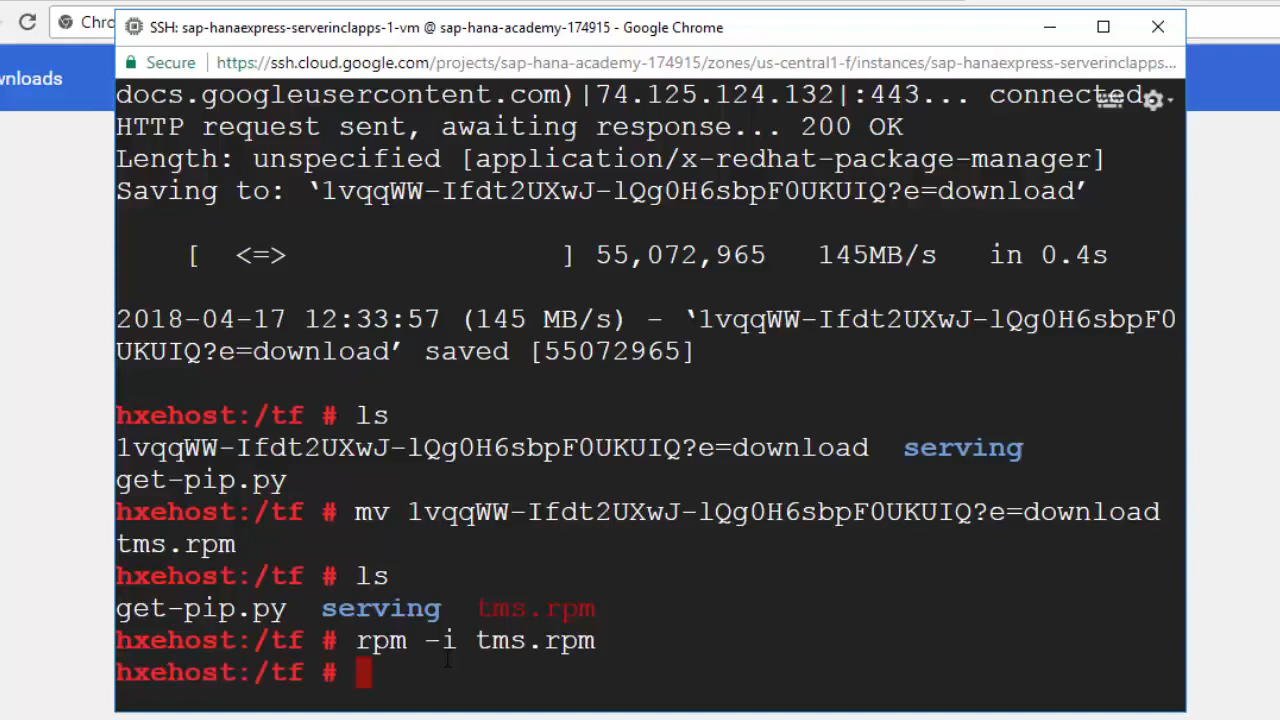 Chro
SSH: sap-hanaexpress-serverinclapps-1-vm @ sap-hana-academy-174915 - Google Chrome
Secure
https://ssh.cloud.google.com/projects/sap-hana-academy-174915/zones/us-central1-f/instances/sap-hanaexpress-serverinclapps...
wnloads
docs.googleusercontent.com)|74.125.124.132|:443... connected.
HTTP request sent, awaiting response... 200 OK
Length: unspecified [application/x-redhat-package-manager]
Saving to: ‘1vqqWW-Ifdt2UXwJ-lQg0H6sbpF0UKUIQ?e=download’
[ <=> ] 55,072,965 145MB/s in 0.4s
2018-04-17 12:33:57 (145 MB/s) - ‘1vqqWW-Ifdt2UXwJ-lQg0H6sbpF0
UKUIQ?e=download’ saved [55072965]
hxehost:/tf # ls
1vqqWW-Ifdt2UXwJ-lQg0H6sbpF0UKUIQ?e=download serving
get-pip.py
hxehost:/tf # mv 1vqqWW-Ifdt2UXwJ-lQg0H6sbpF0UKUIQ?e=download
tms.rpm
hxehost:/tf # ls
get-pip.py serving tms.rpm
hxehost:/tf # rpm -i tms.rpm
hxehost:/tf #